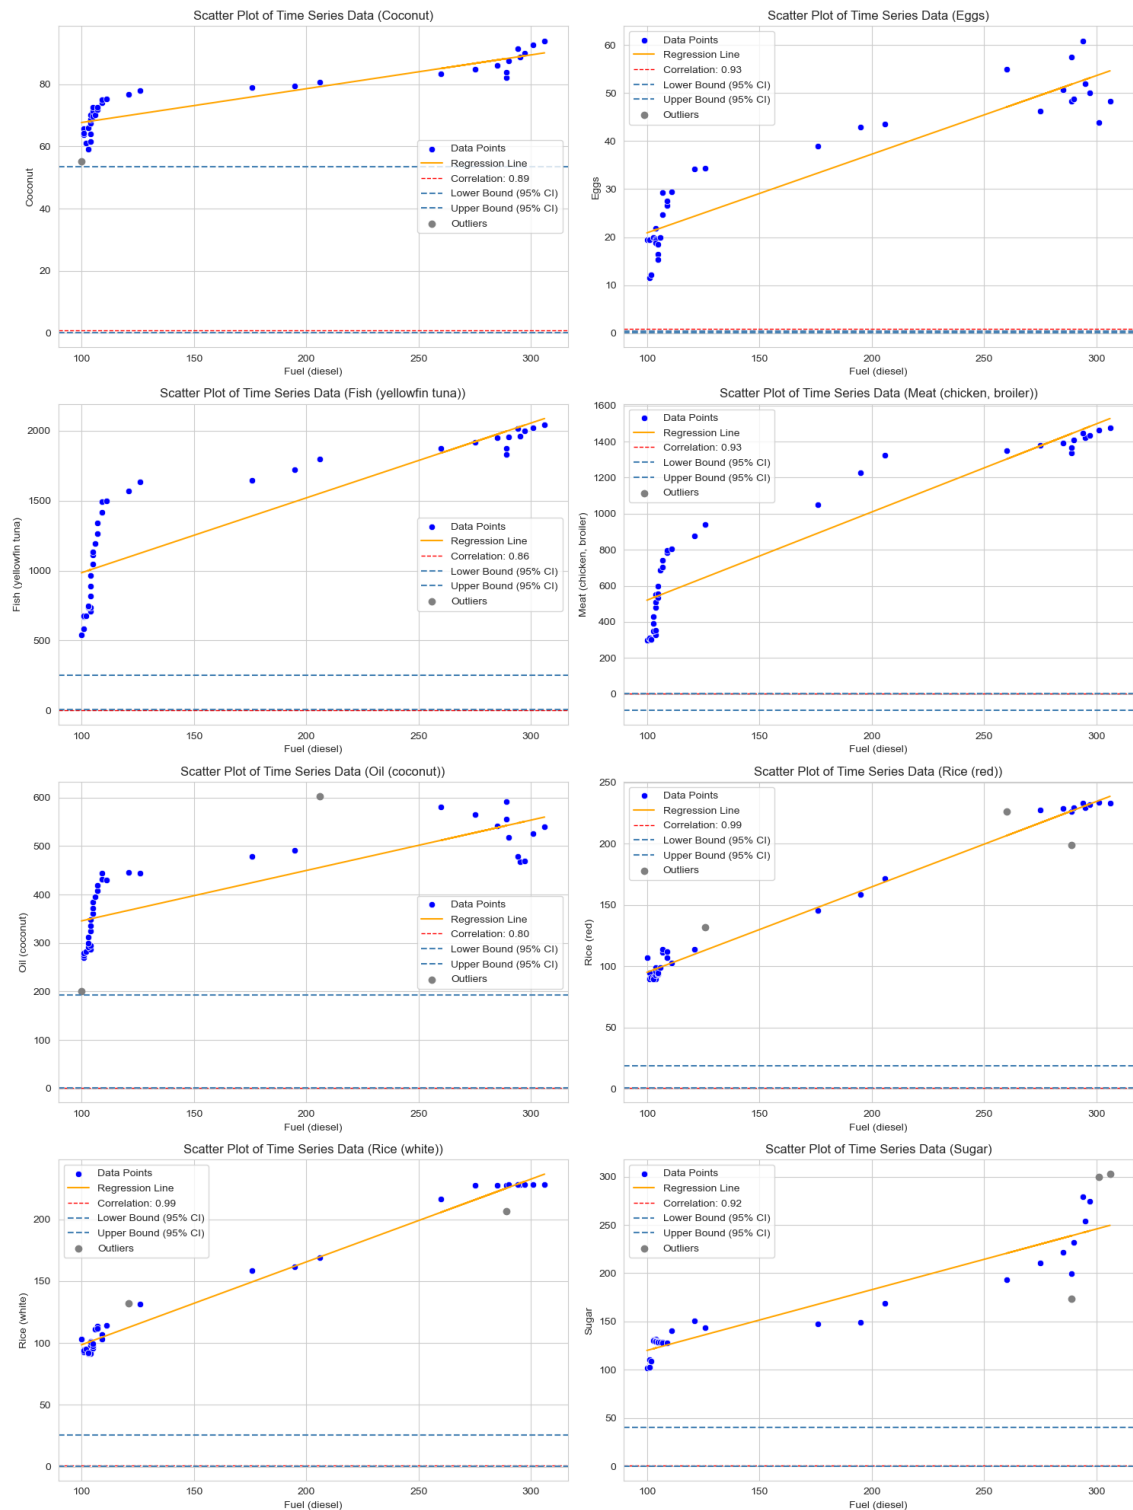 Scatter Plot of Time Series Data (Coconut)
Coconut
80
60
40
20
0
Data Points
Regression Line
Correlation: 0.89
Lower Bound (95% CI)
Upper Bound (95% CI)
Outliers
100
150
200
250
300
Fuel (diesel)
Scatter Plot of Time Series Data (Eggs)
Eggs
60
50
40
30
20
10
0
Data Points
Regression Line
Correlation: 0.93
Lower Bound (95% CI)
Upper Bound (95% CI)
Outliers
100
150
200
250
300
Fuel (diesel)
Scatter Plot of Time Series Data (Fish (yellowfin tuna))
Fish (yellowfin tuna)
2000
1500
1000
500
0
Data Points
Regression Line
Correlation: 0.86
Lower Bound (95% CI)
Upper Bound (95% CI)
Outliers
100
150
200
250
300
Fuel (diesel)
Scatter Plot of Time Series Data (Meat (chicken, broiler))
Meat (chicken, broiler)
1600
1400
1200
1000
800
600
400
200
0
Data Points
Regression Line
Correlation: 0.93
Lower Bound (95% CI)
Upper Bound (95% CI)
Outliers
100
150
200
250
300
Fuel (diesel)
Scatter Plot of Time Series Data (Oil (coconut))
Oil (coconut)
600
500
400
300
200
100
0
Data Points
Regression Line
Correlation: 0.80
Lower Bound (95% CI)
Upper Bound (95% CI)
Outliers
100
150
200
250
300
Fuel (diesel)
Scatter Plot of Time Series Data (Rice (red))
Rice (red)
250
200
150
100
50
0
Data Points
Regression Line
Correlation: 0.99
Lower Bound (95% CI)
Upper Bound (95% CI)
Outliers
100
150
200
250
300
Fuel (diesel)
Scatter Plot of Time Series Data (Rice (white))
Rice (white)
200
150
100
50
0
Data Points
Regression Line
Correlation: 0.99
Lower Bound (95% CI)
Upper Bound (95% CI)
Outliers
100
150
200
250
300
Fuel (diesel)
Scatter Plot of Time Series Data (Sugar)
Sugar
300
250
200
150
100
50
0
Data Points
Regression Line
Correlation: 0.92
Lower Bound (95% CI)
Upper Bound (95% CI)
Outliers
100
150
200
250
300
Fuel (diesel)